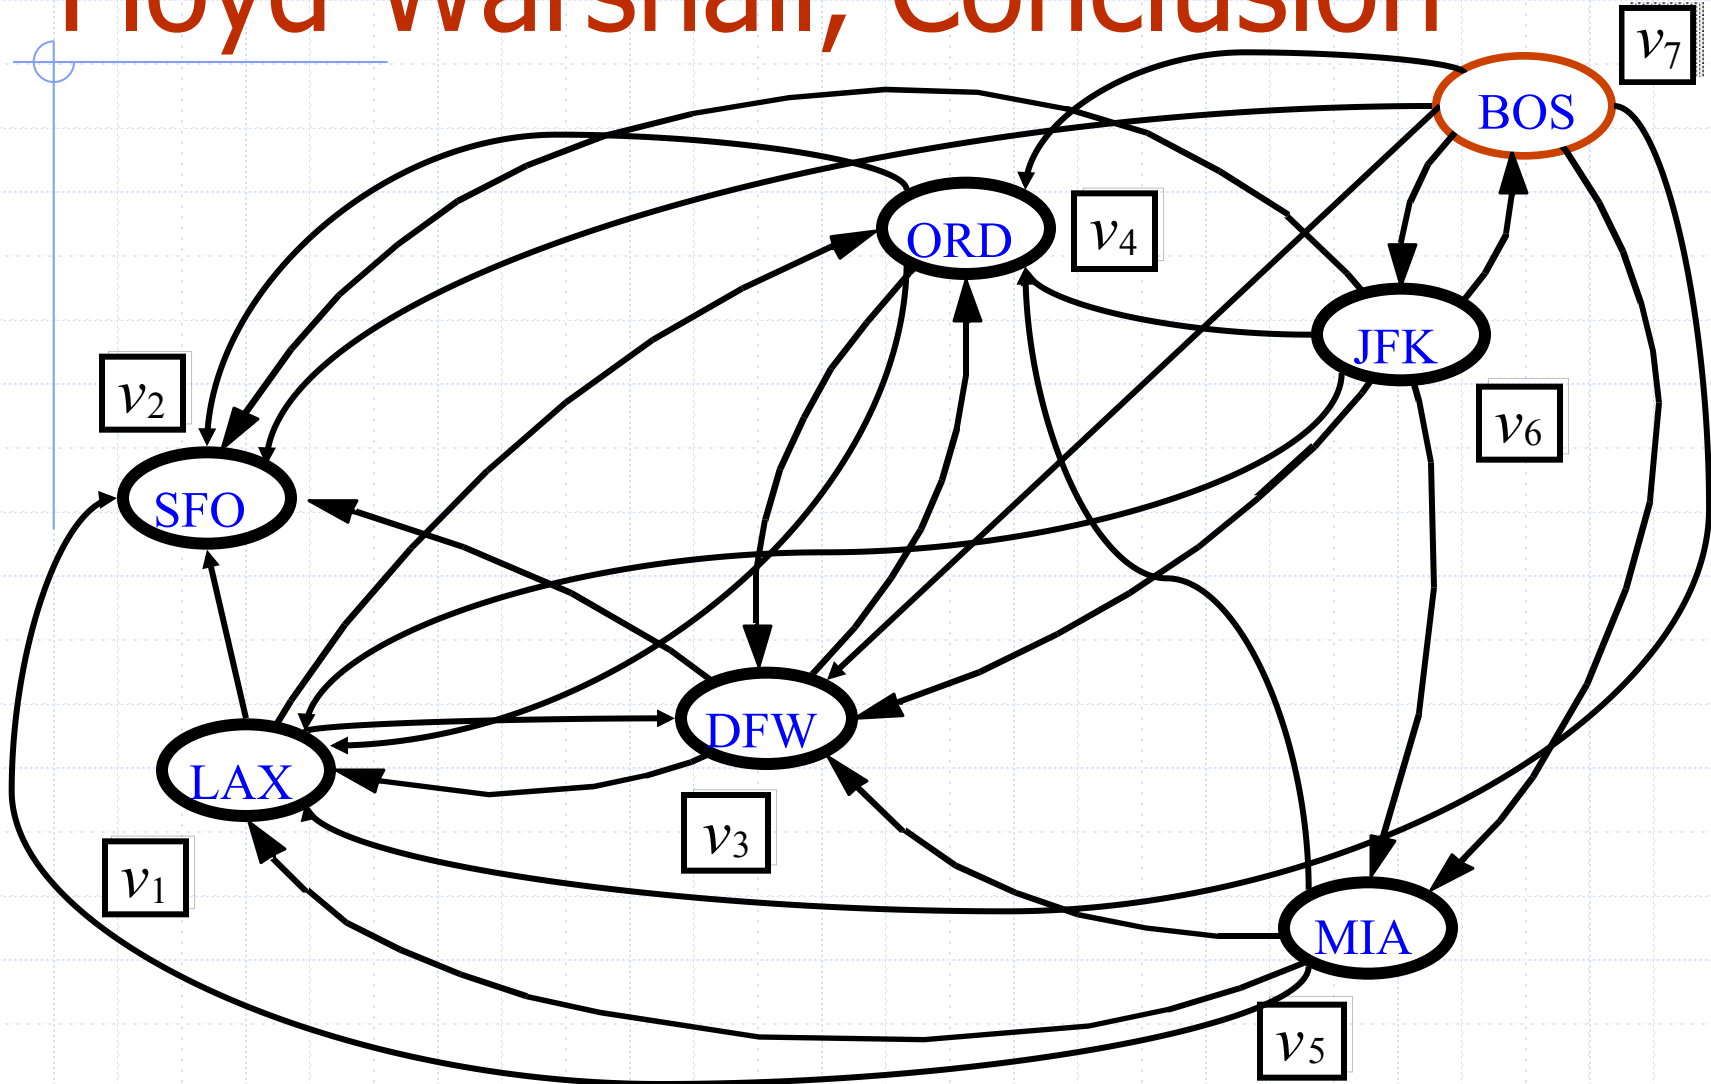 Floyd Warshall, Conclusion
v7
BOS
ORD
v4
JFK
v2
v6
SFO
DFW
LAX
v3
v1
MIA
v5